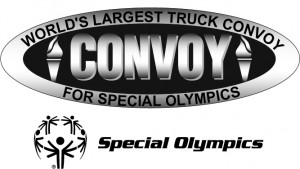 WORLD'S LARGEST TRUCK CONVOY
CONVOY
FOR SPECIAL OLYMPICS
Special Olympics
®